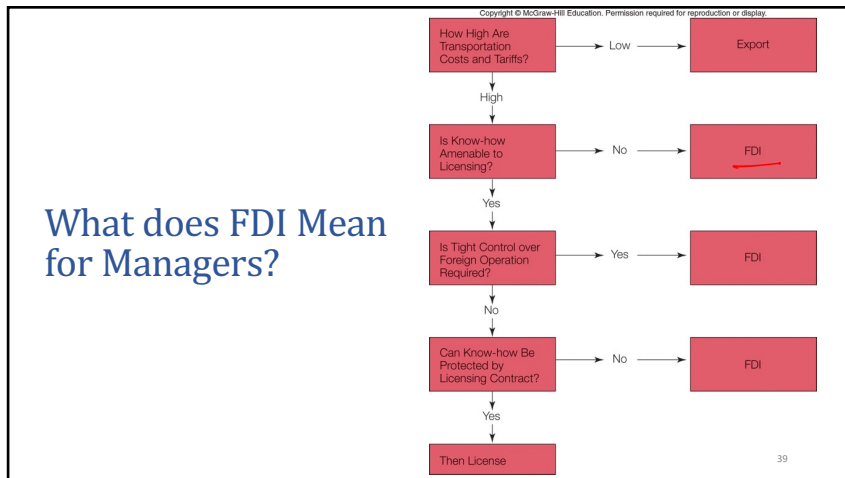 Copyright © McGraw-Hill Education. Permission required for reproduction or display.
What does FDI Mean
for Managers?
How High Are
Transportation
Costs and Tariffs?
Low
Export
High
Is Know-how
Amenable to
Licensing?
No
FDI
Yes
Is Tight Control over
Foreign Operation
Required?
Yes
FDI
No
Can Know-how Be
Protected by
Licensing Contract?
No
FDI
Yes
Then License
39